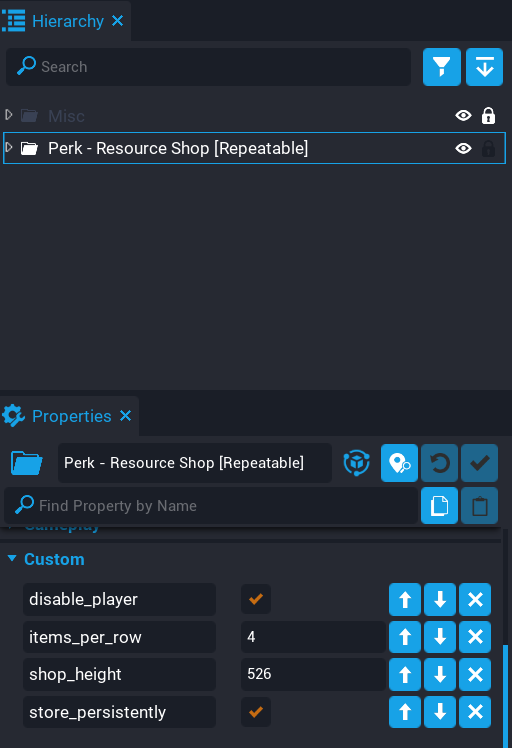 Hierarchy
Search
Misc
Perk - Resource Shop [Repeatable]
Properties
Perk - Resource Shop [Repeatable]
Find Property by Name
Gameplay
Custom
disable_player
items_per_row 4
shop_height 526
store_persistently